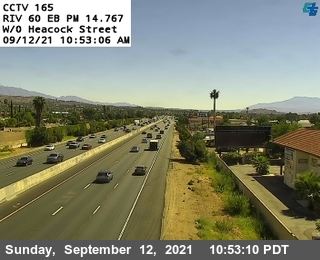 CCTV 165
RIV 60 EB PM 14.767
W/O Heacock Street
09/12/21 10:53:06 AM
Sunday, September 12, 2021 10:53:10 PDT